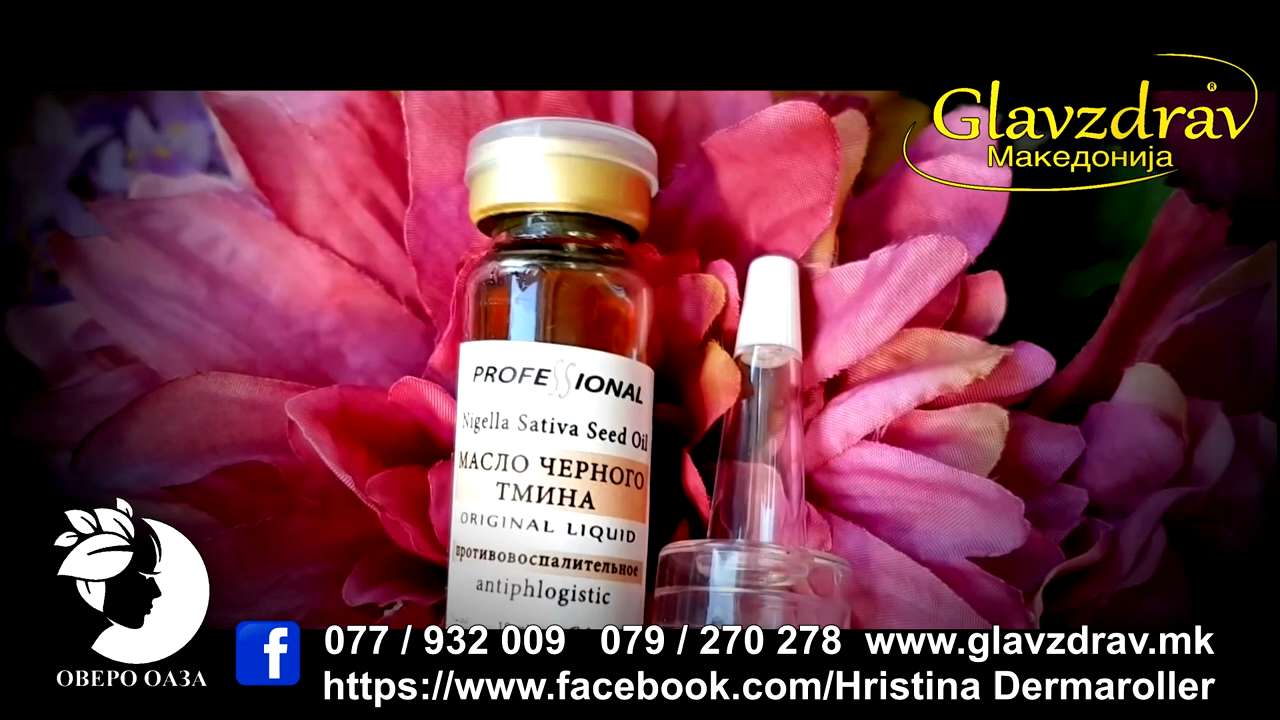 Glavzdrav®
Македонија
PROFESSIONAL
Nigella Sativa Seed Oil
МАСЛО ЧЕРНОГО
ТМИНА
ORIGINAL LIQUID
противовоспалительное
antiphlogistic
ОВЕРО ОАЗА
f
077 / 932 009 079 / 270 278 www.glavzdrav.mk
https://www.facebook.com/Hristina Dermaroller